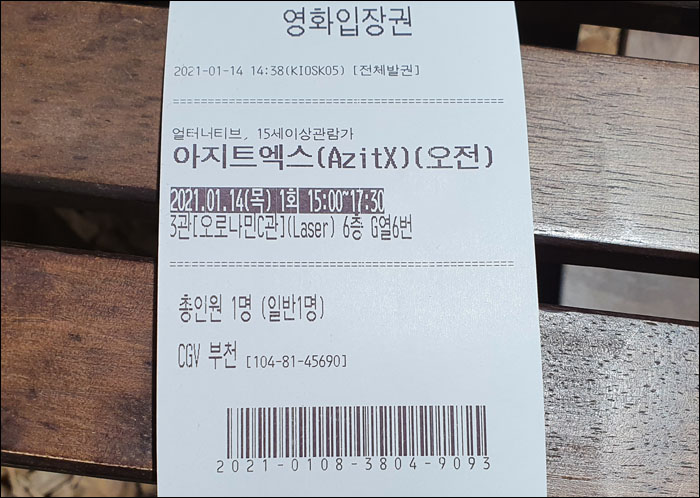 영화입장권
2021-01-14 14:38(KIOSK05) [전체발권]
얼터너티브, 15세이상관람가
아지트엑스(AzitX)(오전)
2021.01.14(목) 1회 15:00~17:30
3관[오로나민C관](Laser) 6층 G열6번
총인원 1명 (일반1명)
CGV 부천 [104-81-45690]
2021-0108-3804-9093